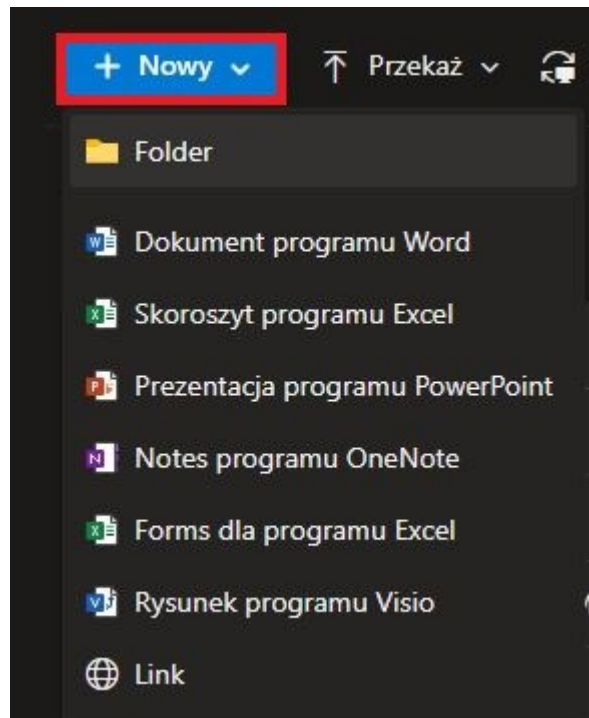 + Nowy Przekaż
Folder
Dokument programu Word
Skoroszyt programu Excel
Prezentacja programu PowerPoint
Notes programu OneNote
Forms dla programu Excel
Rysunek programu Visio
Link